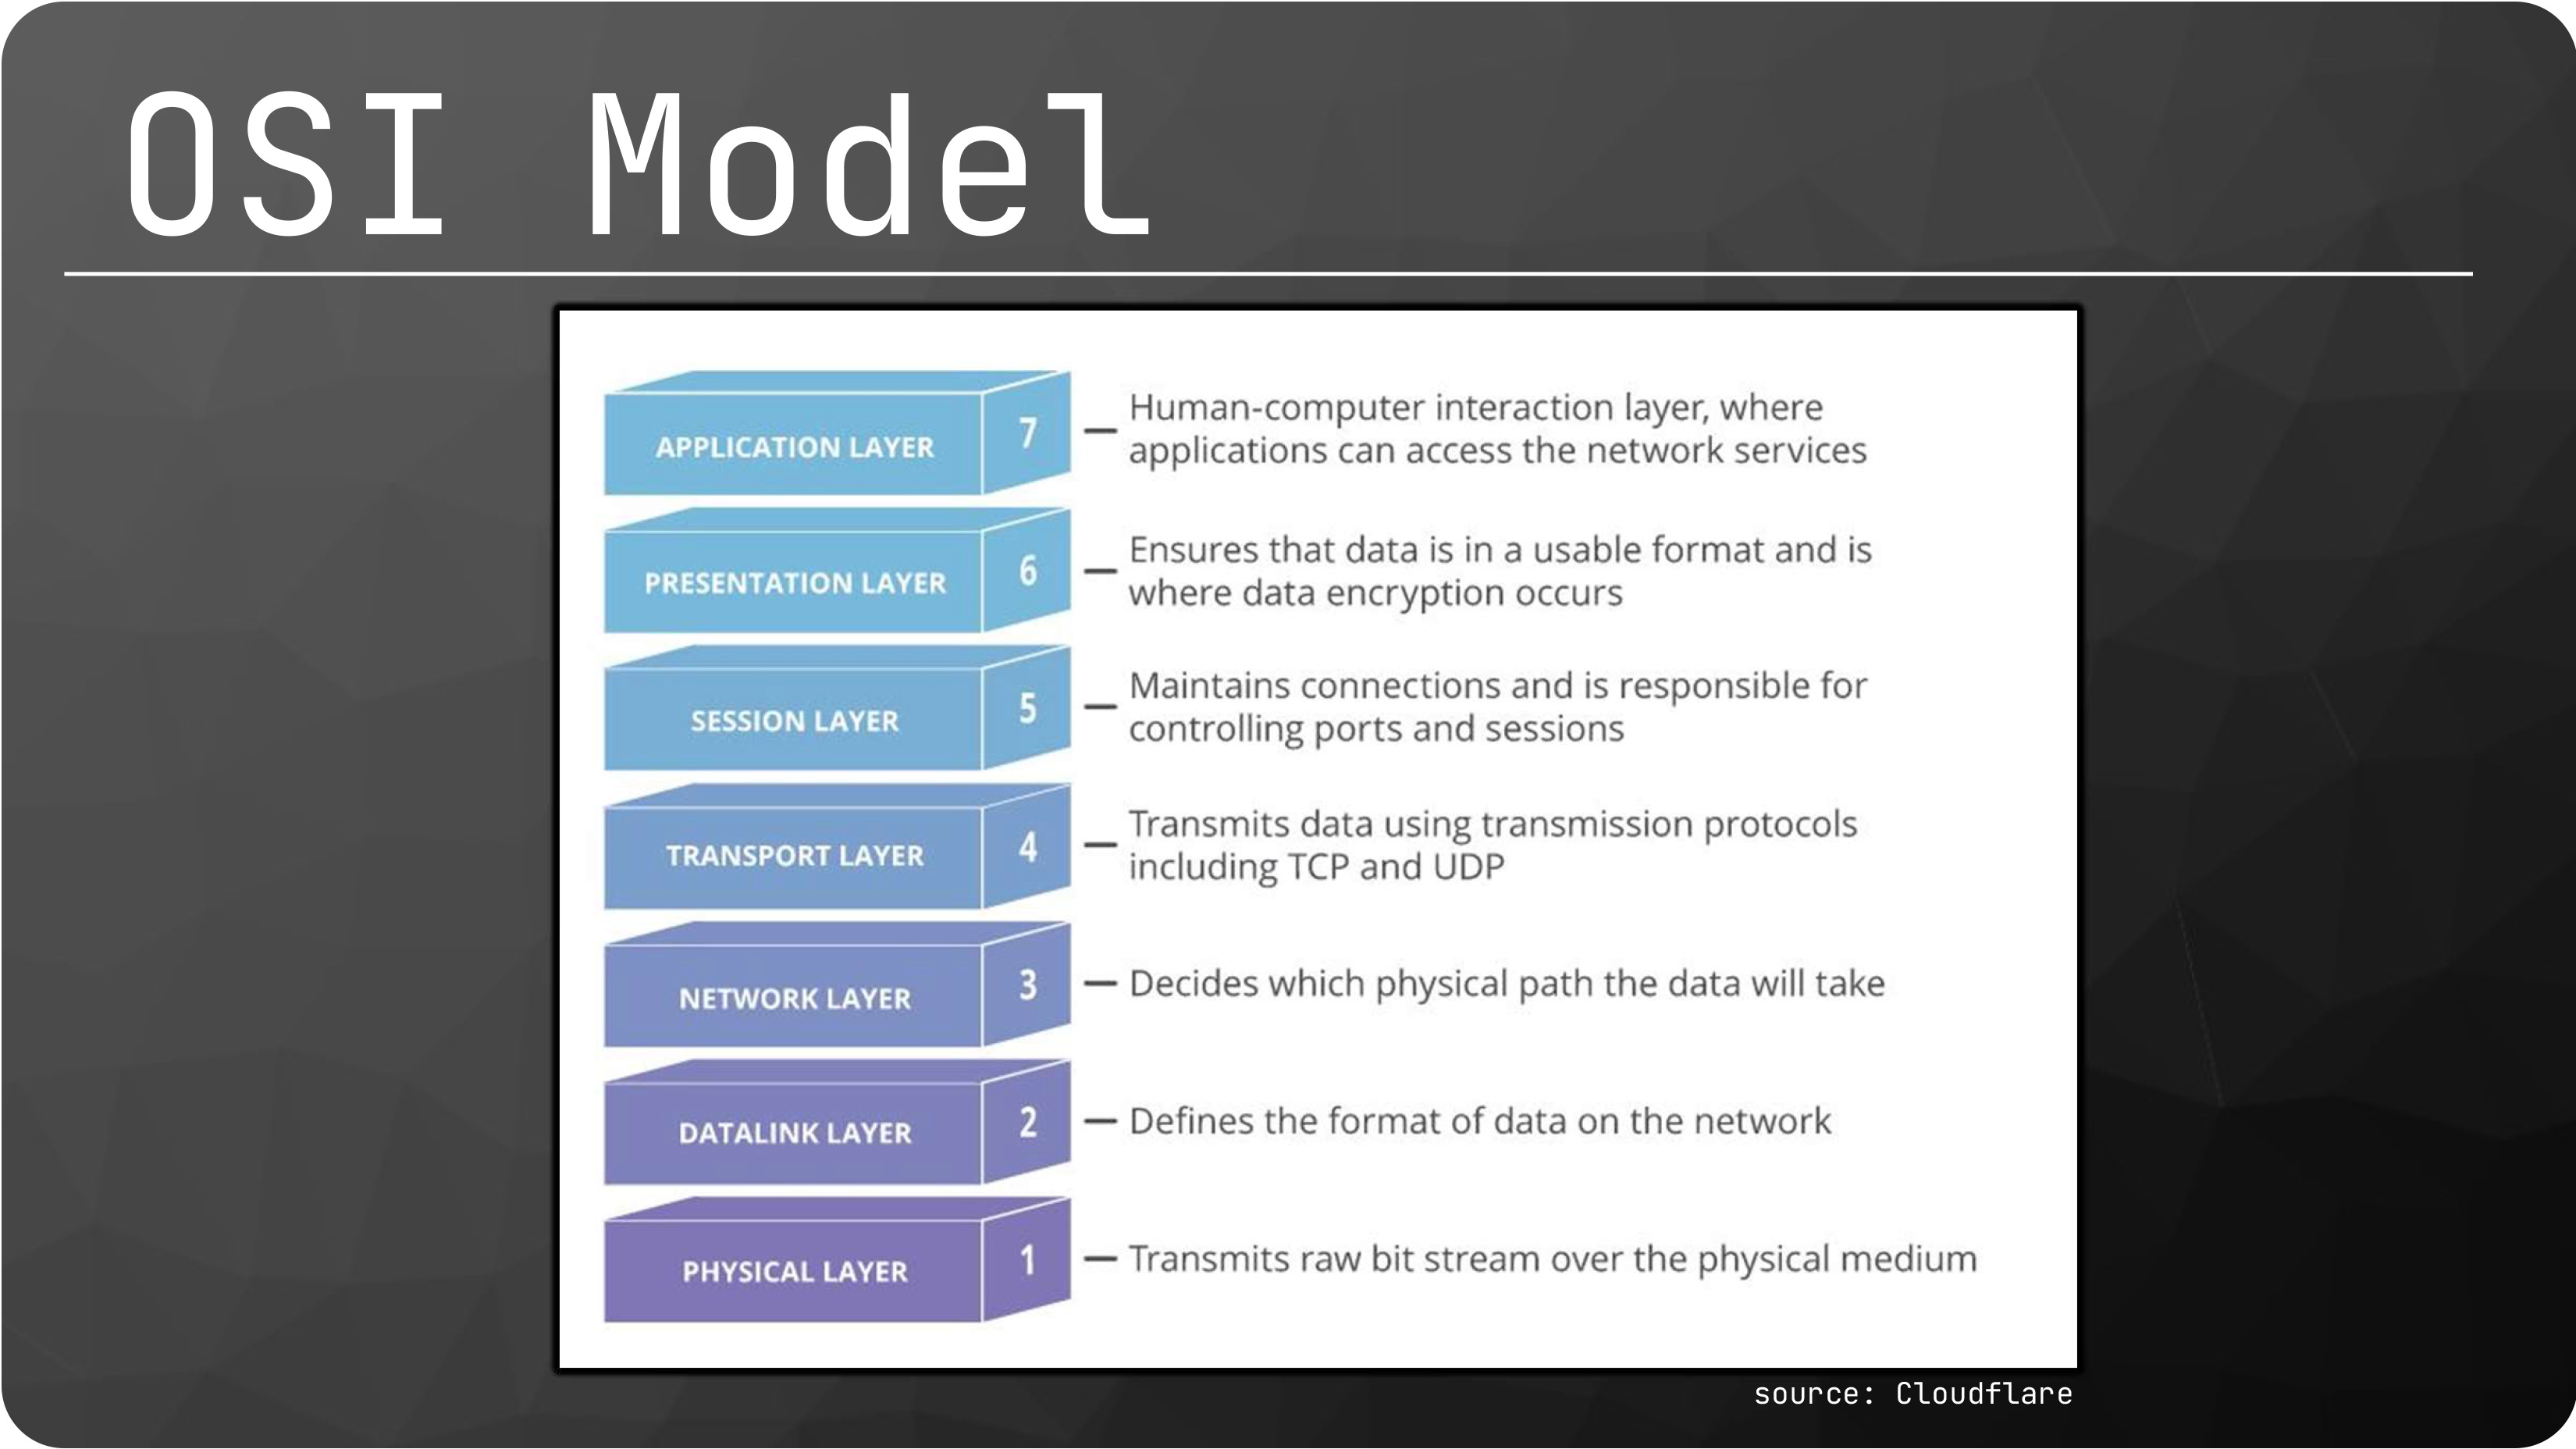 OSI Model
APPLICATION LAYER 7 — Human-computer interaction layer, where
applications can access the network services
PRESENTATION LAYER 6 — Ensures that data is in a usable format and is
where data encryption occurs
SESSION LAYER 5 — Maintains connections and is responsible for
controlling ports and sessions
TRANSPORT LAYER 4 — Transmits data using transmission protocols
including TCP and UDP
NETWORK LAYER 3 — Decides which physical path the data will take
DATALINK LAYER 2 — Defines the format of data on the network
PHYSICAL LAYER 1 — Transmits raw bit stream over the physical medium
source: Cloudflare